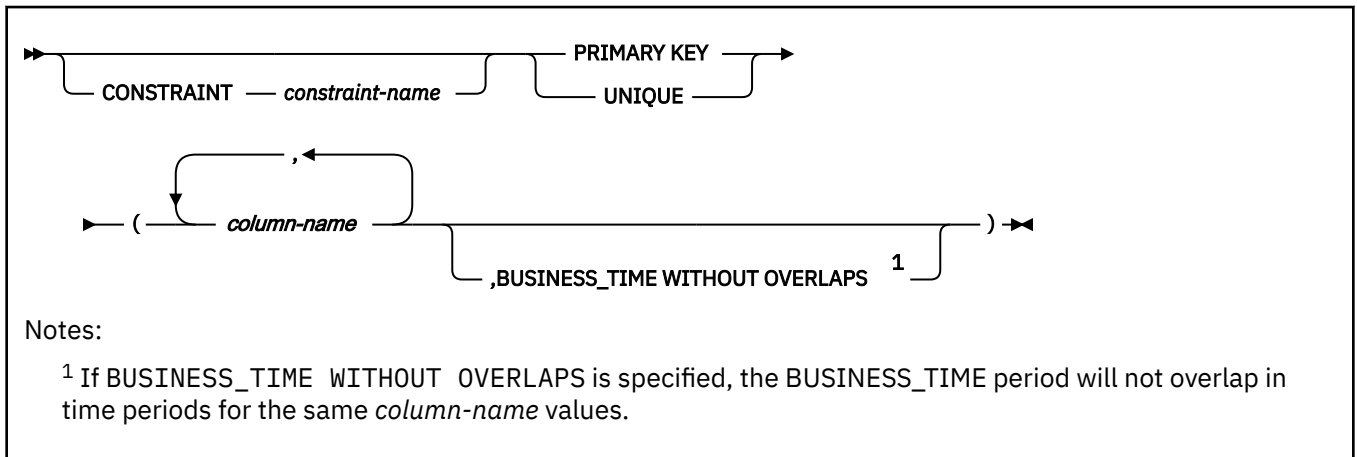 PRIMARY KEY
CONSTRAINT constraint-name UNIQUE
,
( column-name )
,BUSINESS_TIME WITHOUT OVERLAPS 1
Notes:
1 If BUSINESS_TIME WITHOUT OVERLAPS is specified, the BUSINESS_TIME period will not overlap in
time periods for the same column-name values.